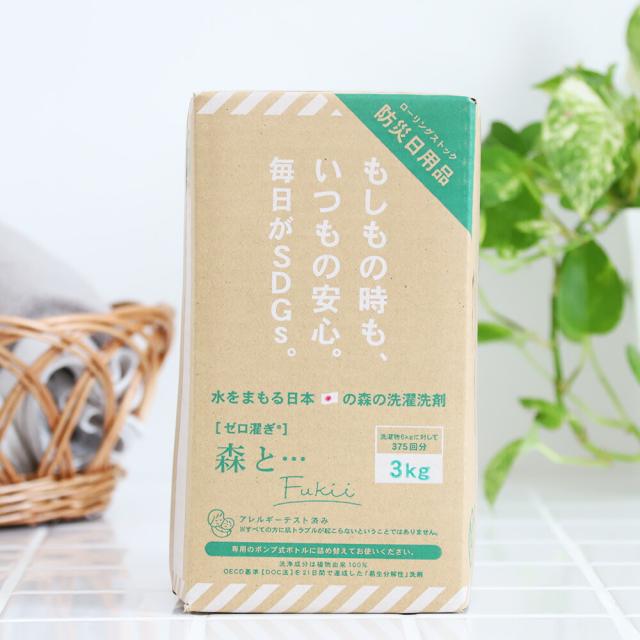 ローリングストック
防災日用品
もしもの時も、
いつもの安心。
毎日がSDGs。
水をまもる日本の森の洗濯洗剤
[ゼロ濯ぎ®]
森と…
Fukii
洗濯物6kgに対して
375回分
3kg
アレルギーテスト済み
※すべての方に肌トラブルが起こらないということではありません。
専用のポンプ式ボトルに詰め替えてお使いください。
洗浄成分は植物由来100%
OECD基準【DOC法】を21日間で達成した「易生分解性」洗剤